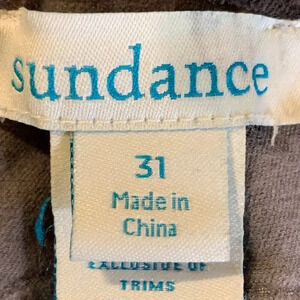 sundance
31
Made in
China
EXCLUSIVE OF
TRIMS